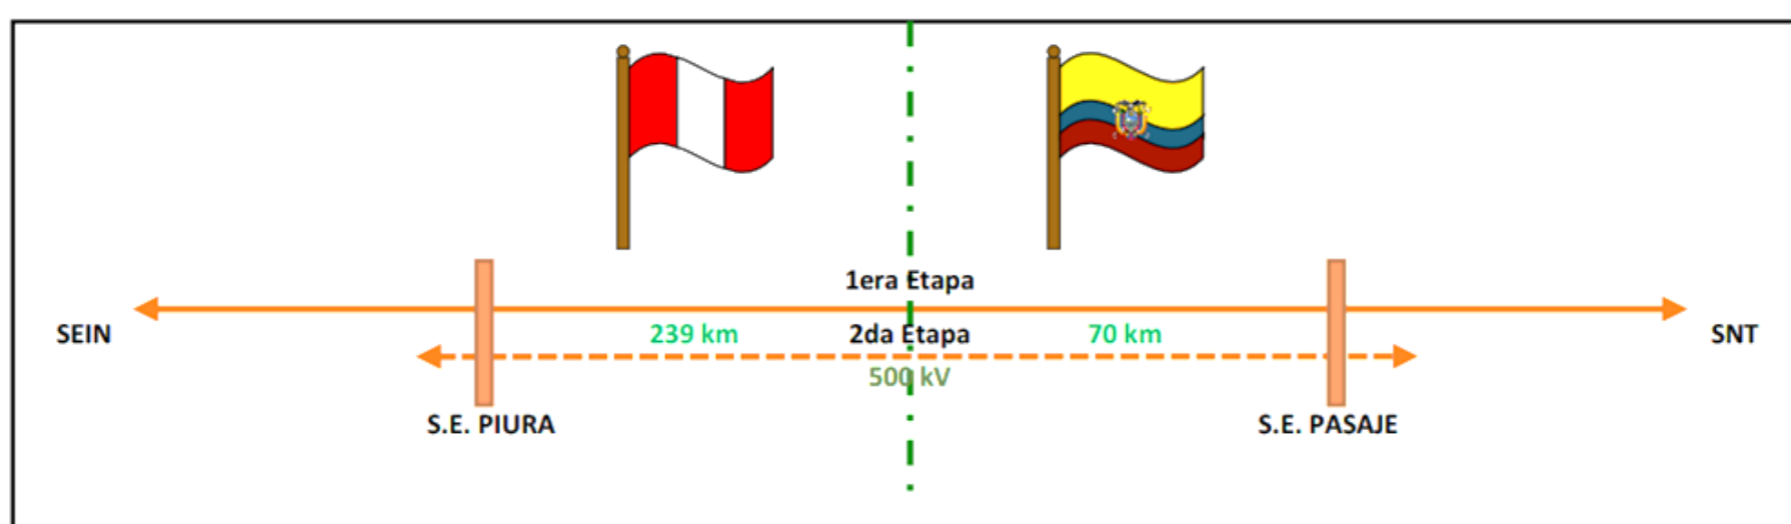 1era Etapa
SEIN
239 km
2da Etapa
70 km
SNT
500 kV
S.E. PIURA
S.E. PASAJE